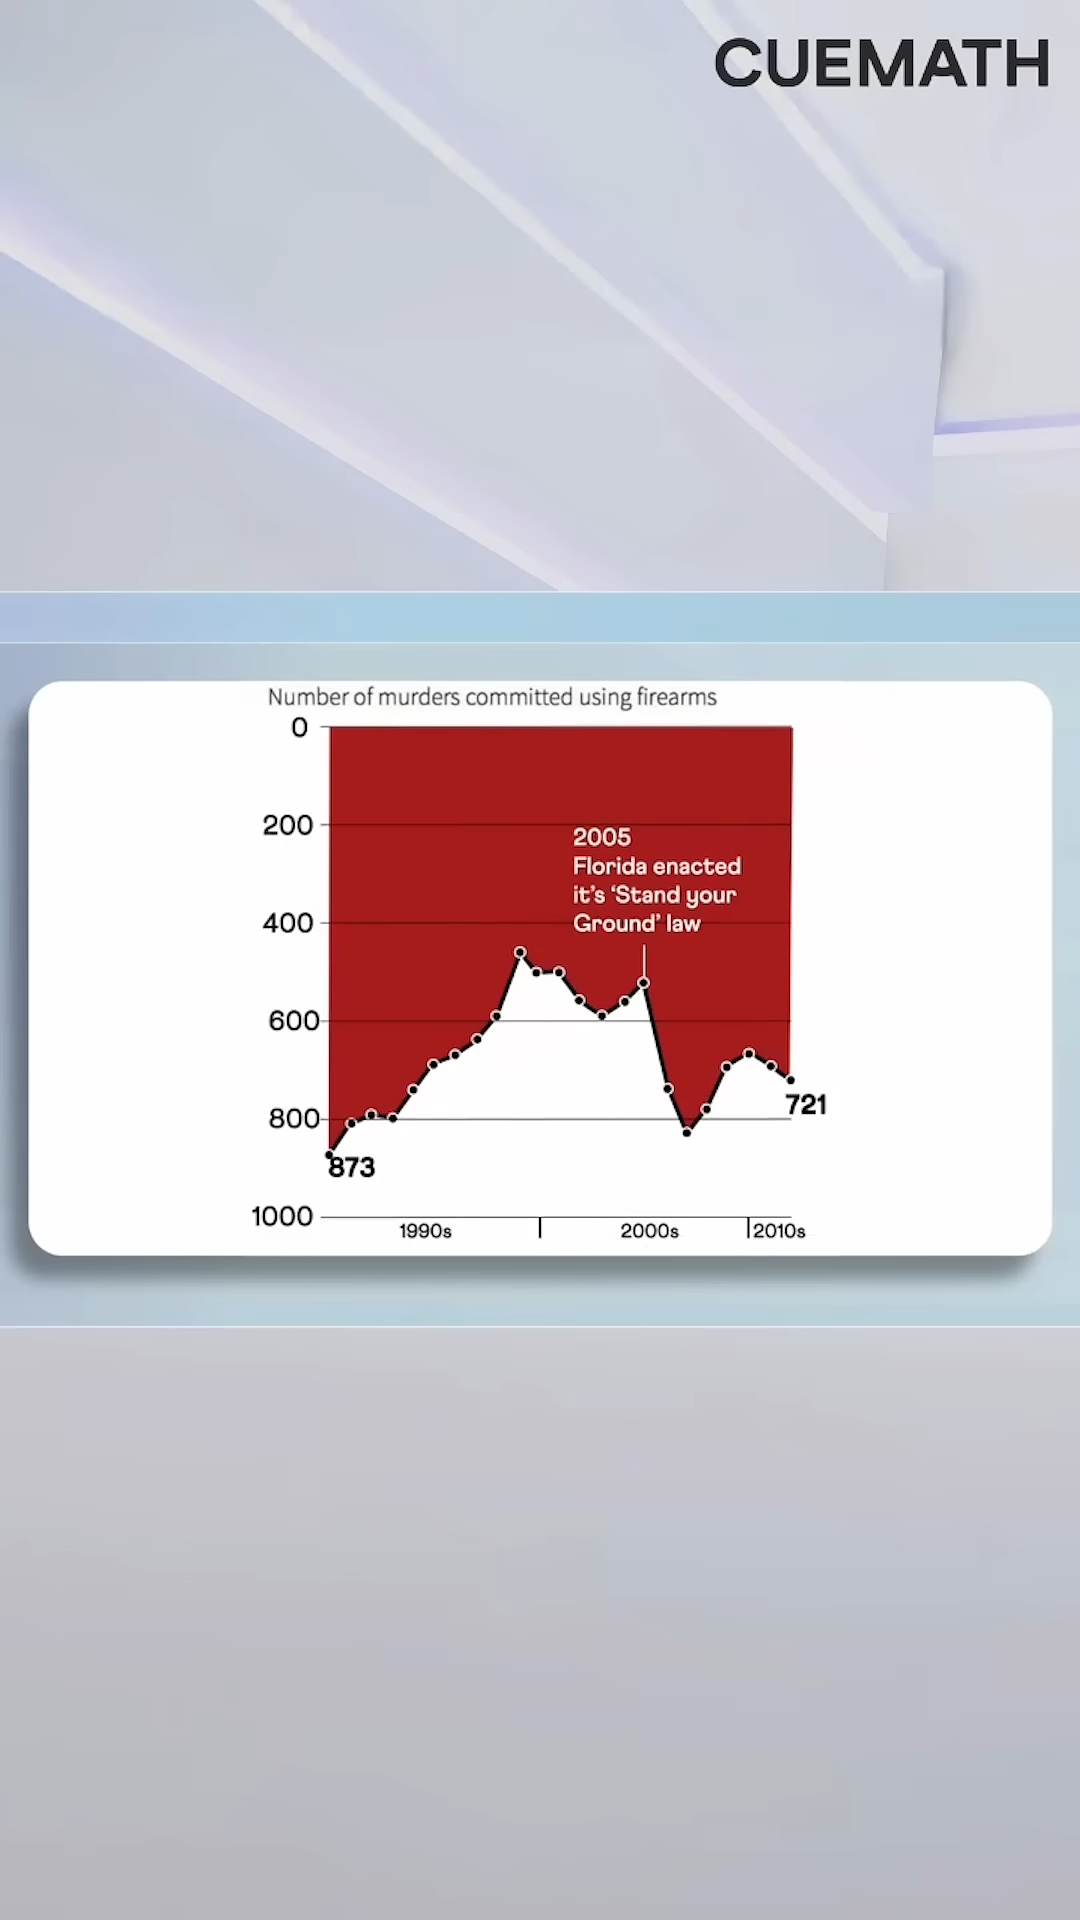 CUEMATH
Number of murders committed using firearms
0
200
2005
Florida enacted
it's ‘Stand your
Ground’ law
400
600
800
721
873
1000
1990s
2000s
2010s